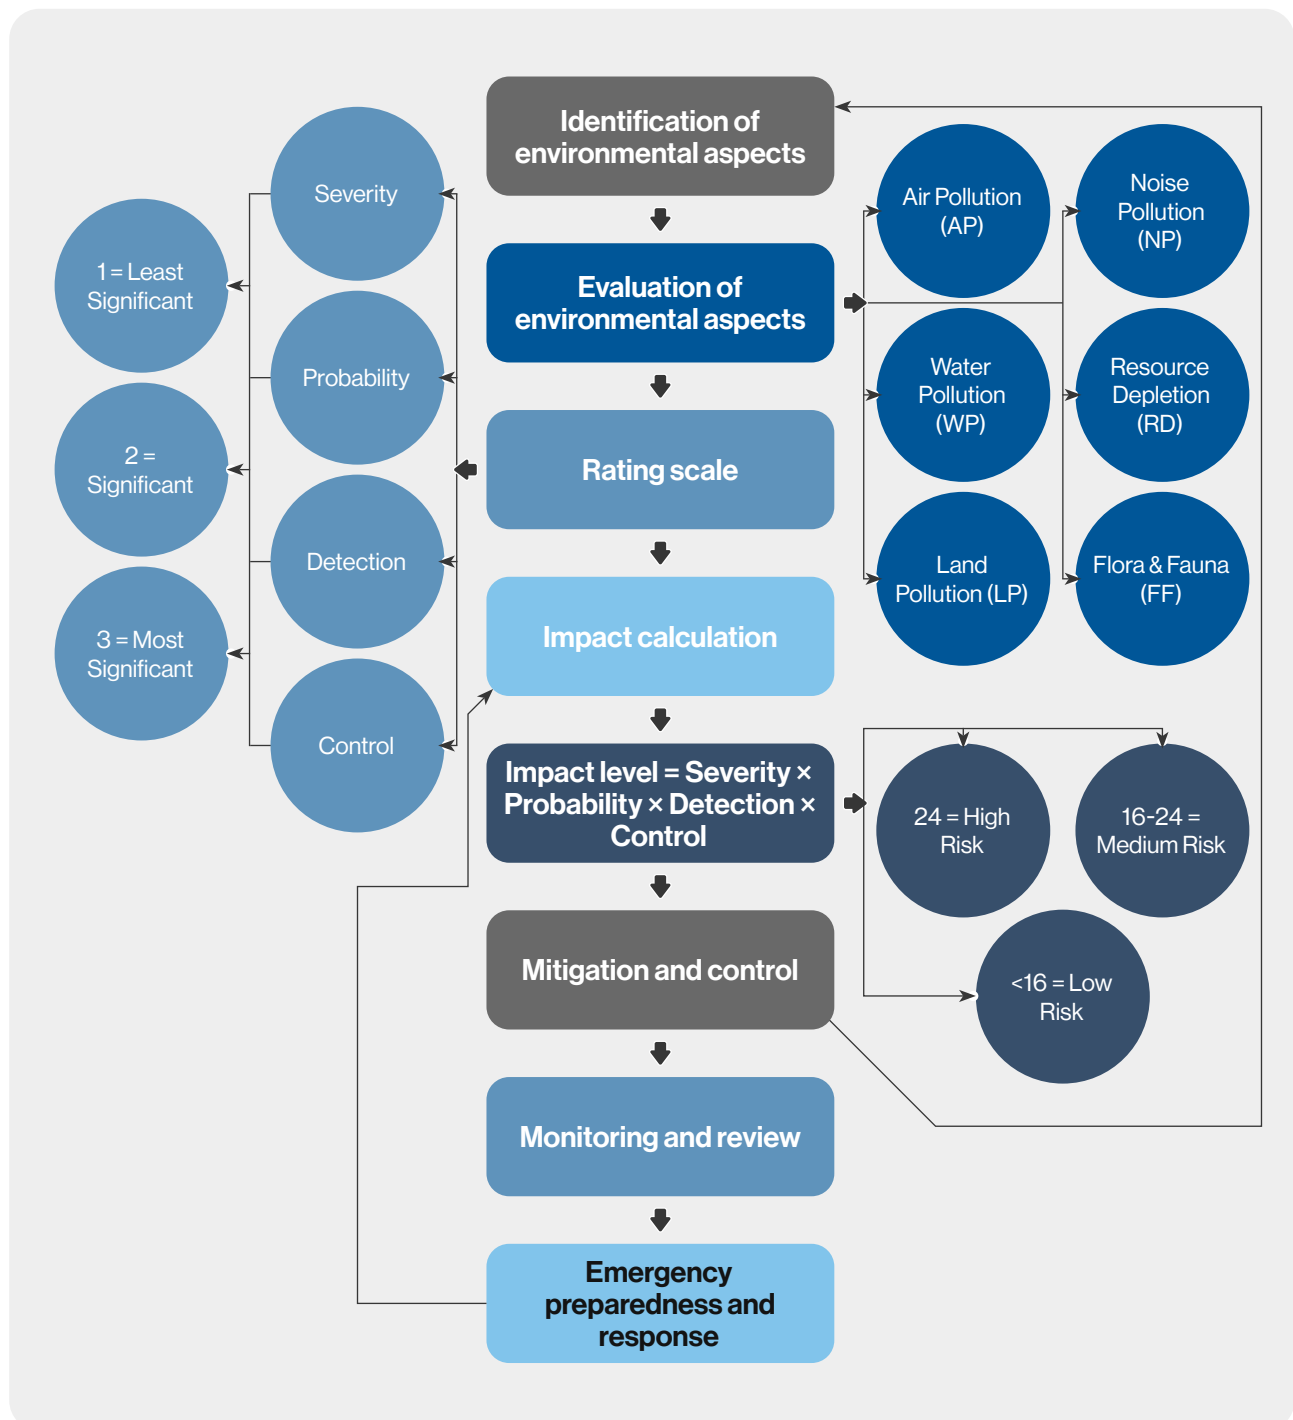 Identification of
environmental aspects
Evaluation of
environmental aspects
Air Pollution
(AP)
Noise
Pollution
(NP)
Water
Pollution
(WP)
Resource
Depletion
(RD)
Land
Pollution (LP)
Flora & Fauna
(FF)
Rating scale
Severity
Probability
Detection
Control
1 = Least
Significant
2 =
Significant
3 = Most
Significant
Impact calculation
Impact level = Severity ×
Probability × Detection ×
Control
24 = High
Risk
16-24 =
Medium Risk
<16 = Low
Risk
Mitigation and control
Monitoring and review
Emergency
preparedness and
response